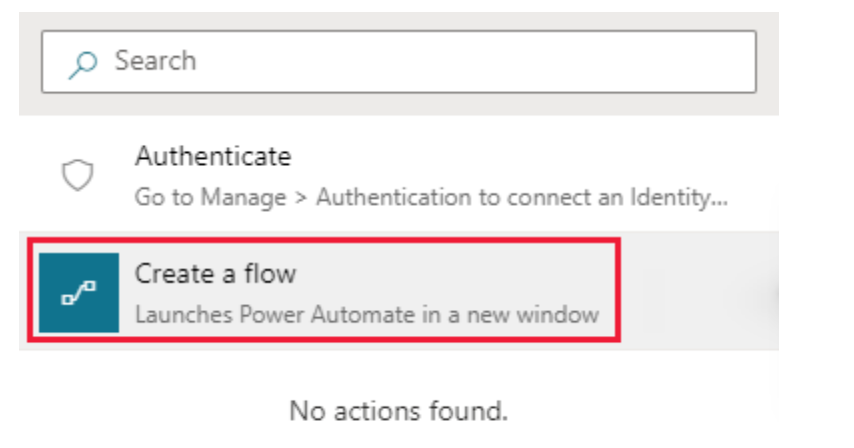 Search
Authenticate
Go to Manage > Authentication to connect an Identity...
Create a flow
Launches Power Automate in a new window
No actions found.